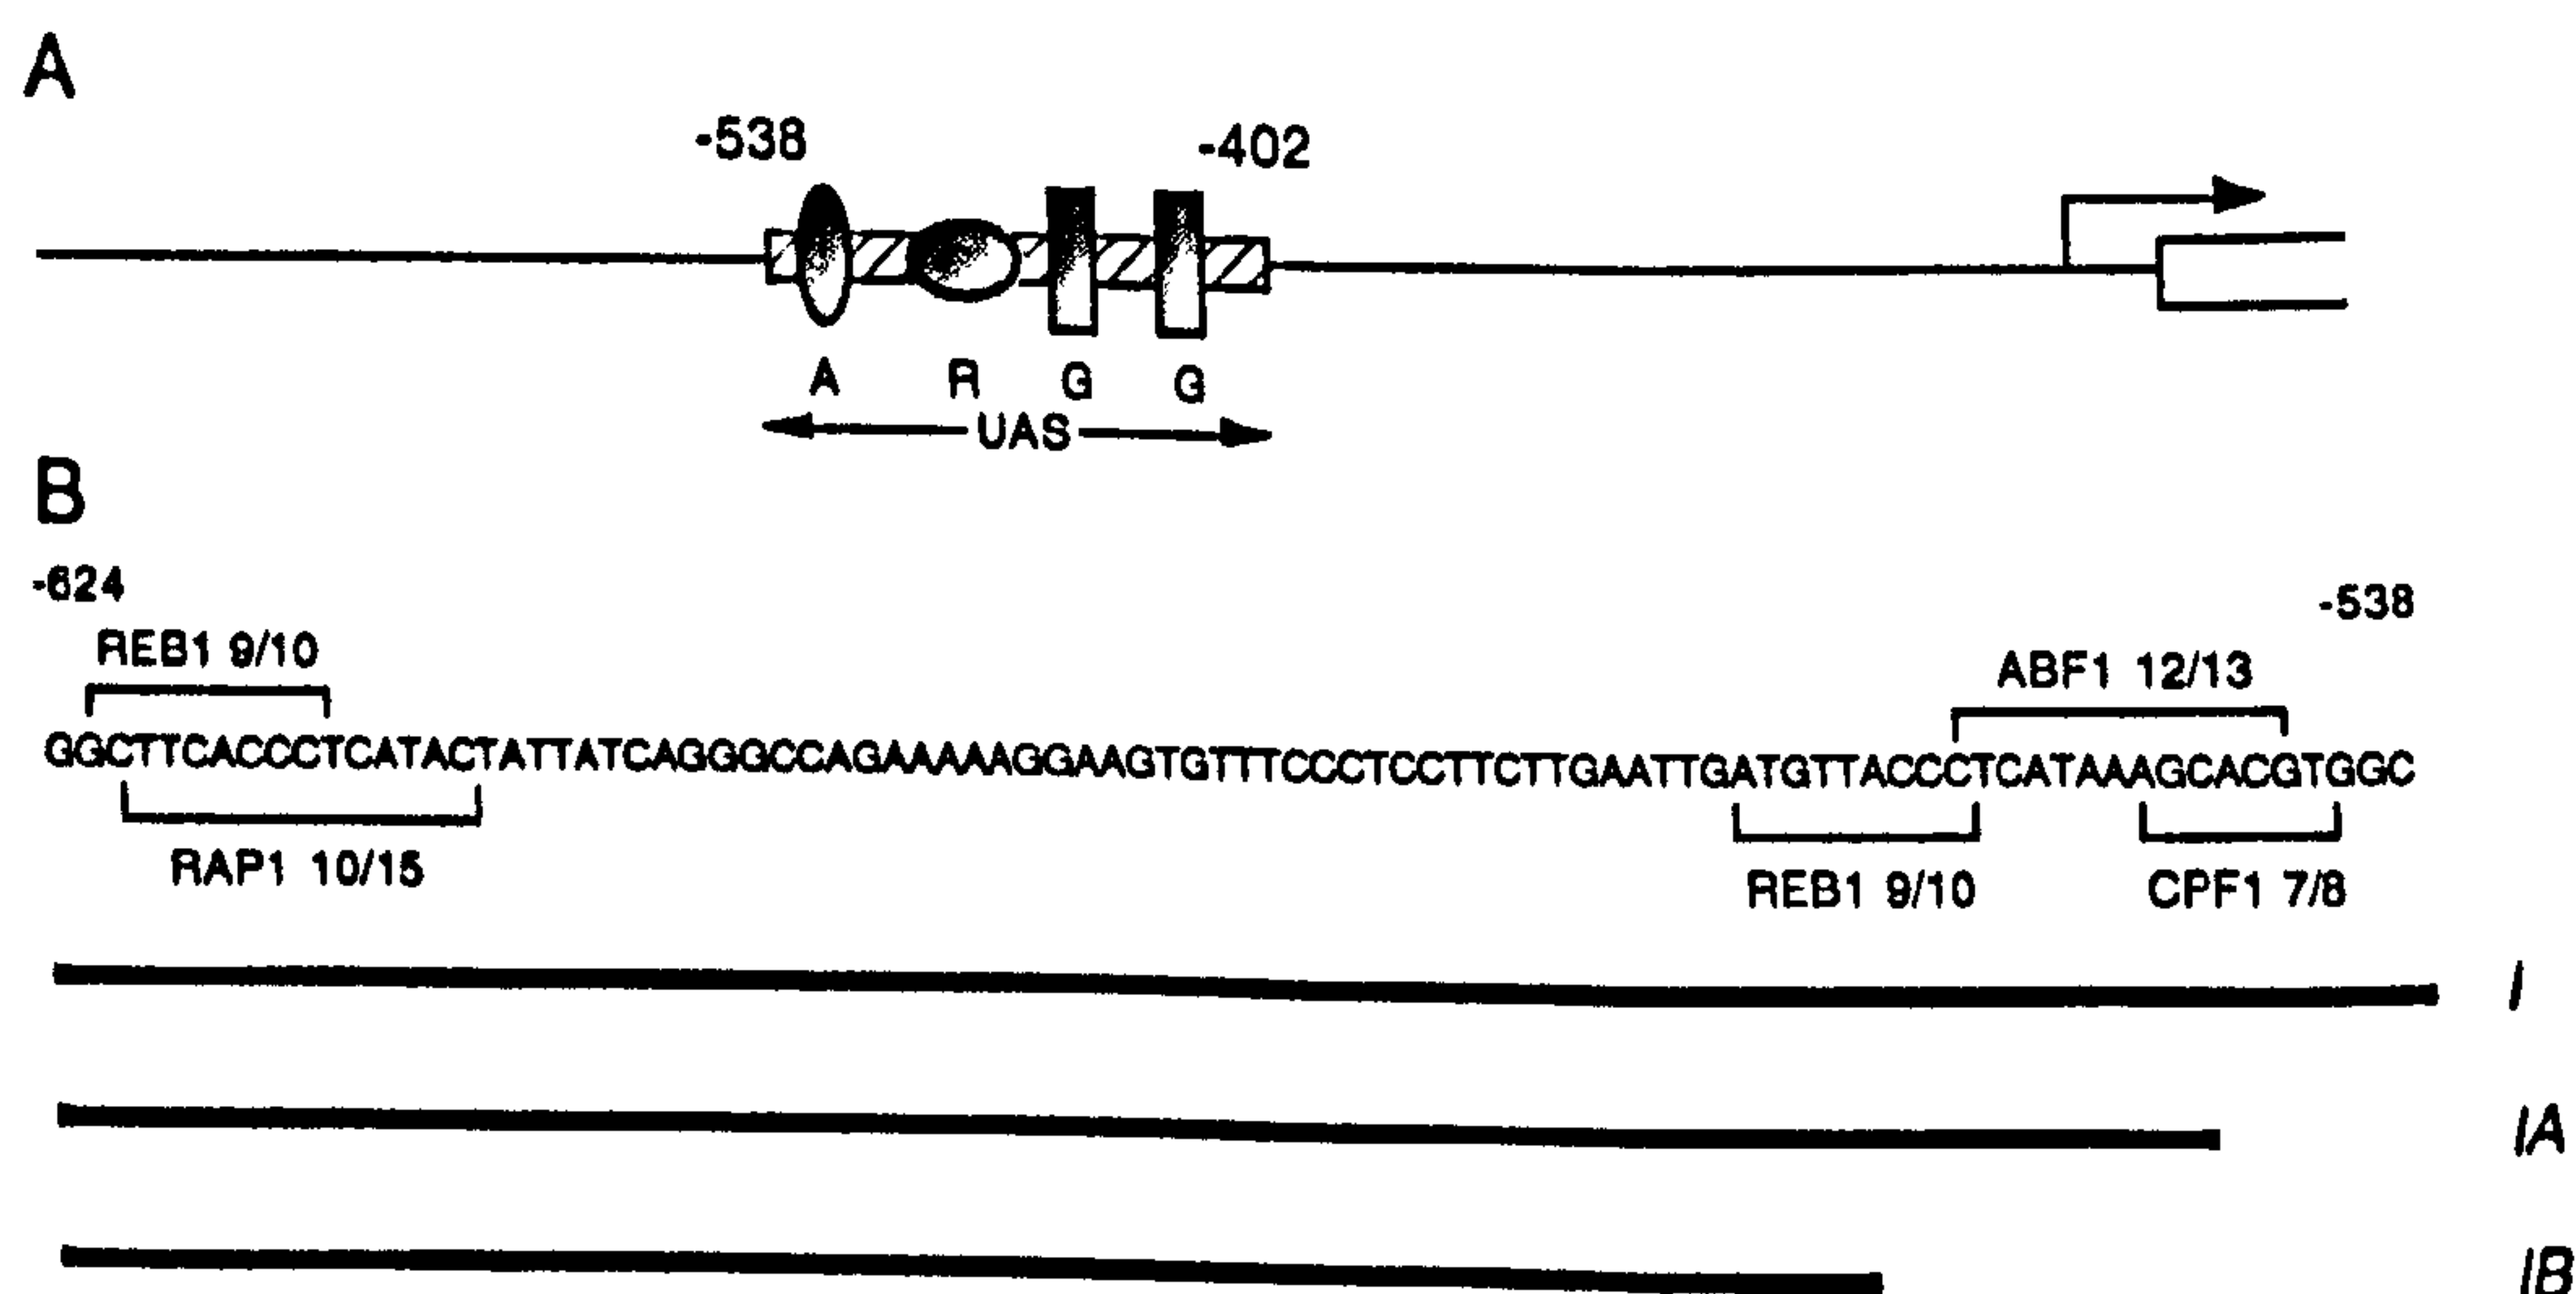 A
-538 -402
A R G G
UAS
B
-624 -538
REB1 9/10 ABF1 12/13
GGCTTCACCCTCATACTATTATCAGGGCCAGAAAAAGGAAGTGTTTCCCTCCTTCTTGAATTGATGTTACCCTCATAAAGCACGTGGC
RAP1 10/15 REB1 9/10 CPF1 7/8
I
IA
IB